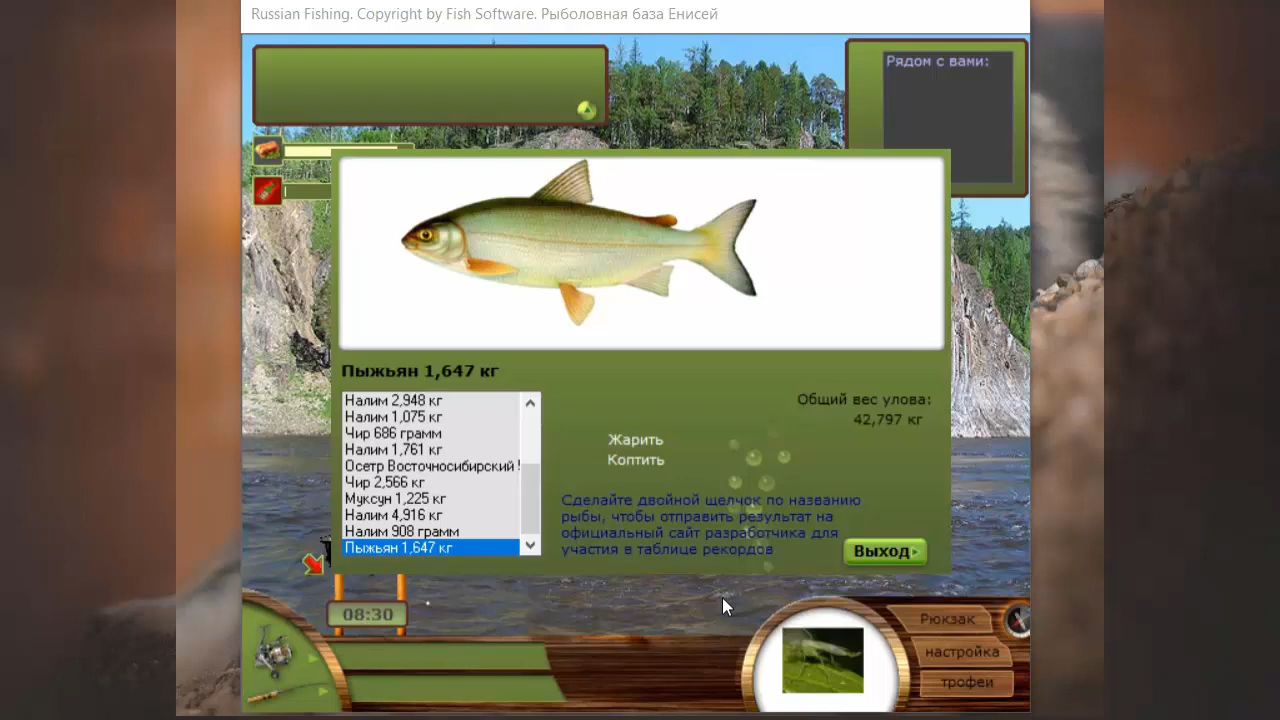 Russian Fishing. Copyright by Fish Software. Рыболовная база Енисей
Рядом с вами:
Пыжьян 1,647 кг
Налим 2,948 кг
Налим 1,075 кг
Чир 686 грамм
Налим 1,761 кг
Осетр Восточносибирский
Чир 2,566 кг
Муксун 1,225 кг
Налим 4,916 кг
Налим 908 грамм
Пыжьян 1,647 кг
Общий вес улова:
42,797 кг
Жарить
Коптить
Сделайте двойной щелчок по названию
рыбы, чтобы отправить результат на
официальный сайт разработчика для
участия в таблице рекордов
Выход
08:30
Рюкзак
настройка
трофеи